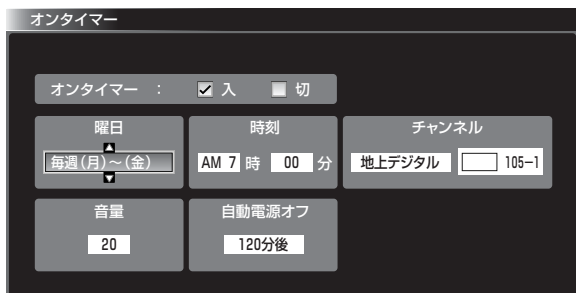 オンタイマー
オンタイマー : 入 切
曜日 時刻 チャンネル
毎週(月)～(金) AM 7 時 00 分 地上デジタル 105-1
音量 自動電源オフ
20 120分後